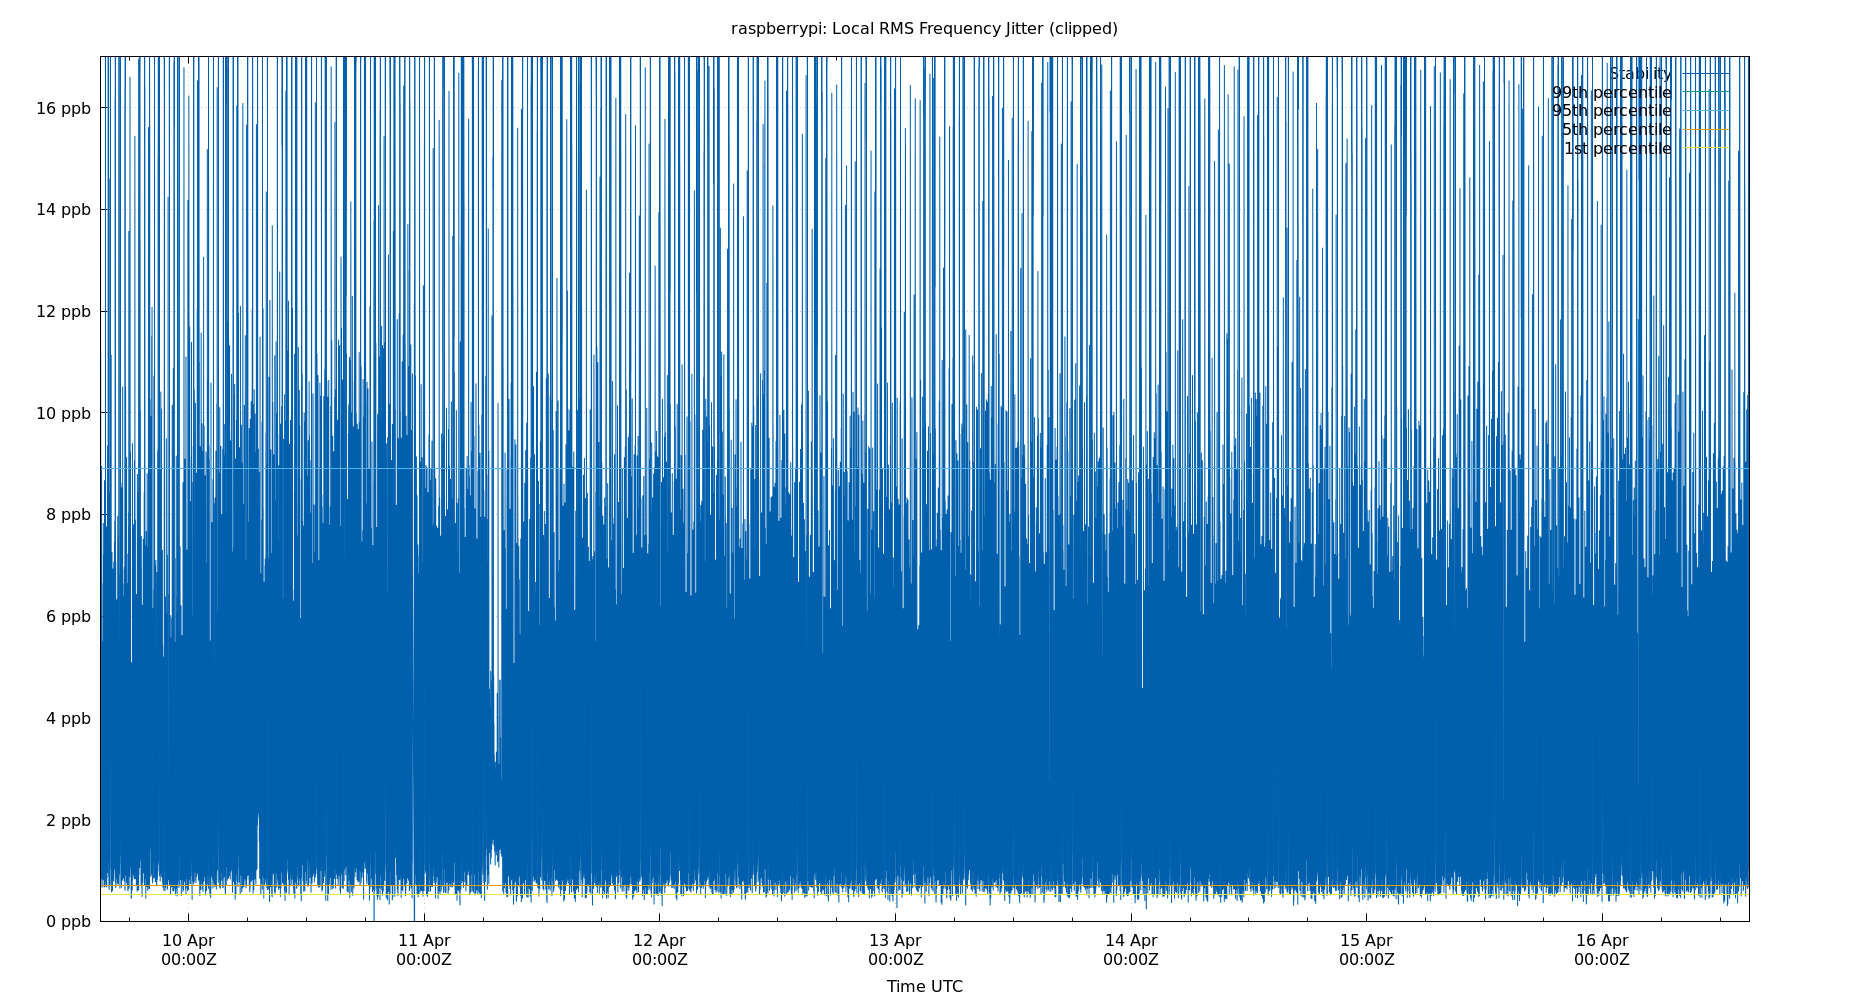 raspberrypi: Local RMS Frequency Jitter (clipped)
Stability
99th percentile
95th percentile
5th percentile
1st percentile
16 ppb
14 ppb
12 ppb
10 ppb
8 ppb
6 ppb
4 ppb
2 ppb
0 ppb
10 Apr 11 Apr 12 Apr 13 Apr 14 Apr 15 Apr 16 Apr
00:00Z 00:00Z 00:00Z 00:00Z 00:00Z 00:00Z 00:00Z
Time UTC